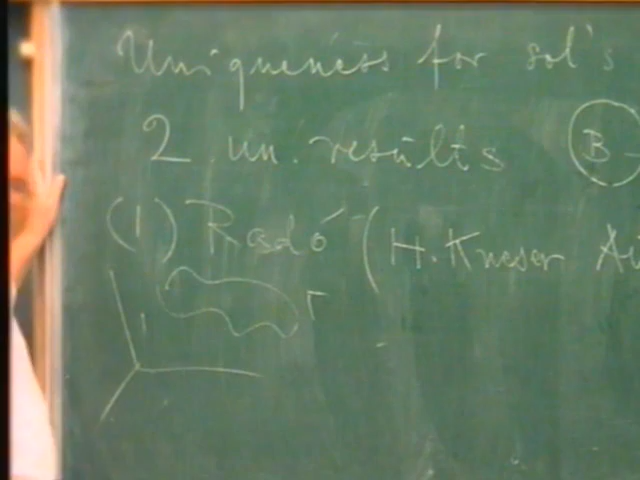 Uniqueness for sol's
2 un. results B
(1) Radó (H. Kneser
Γ